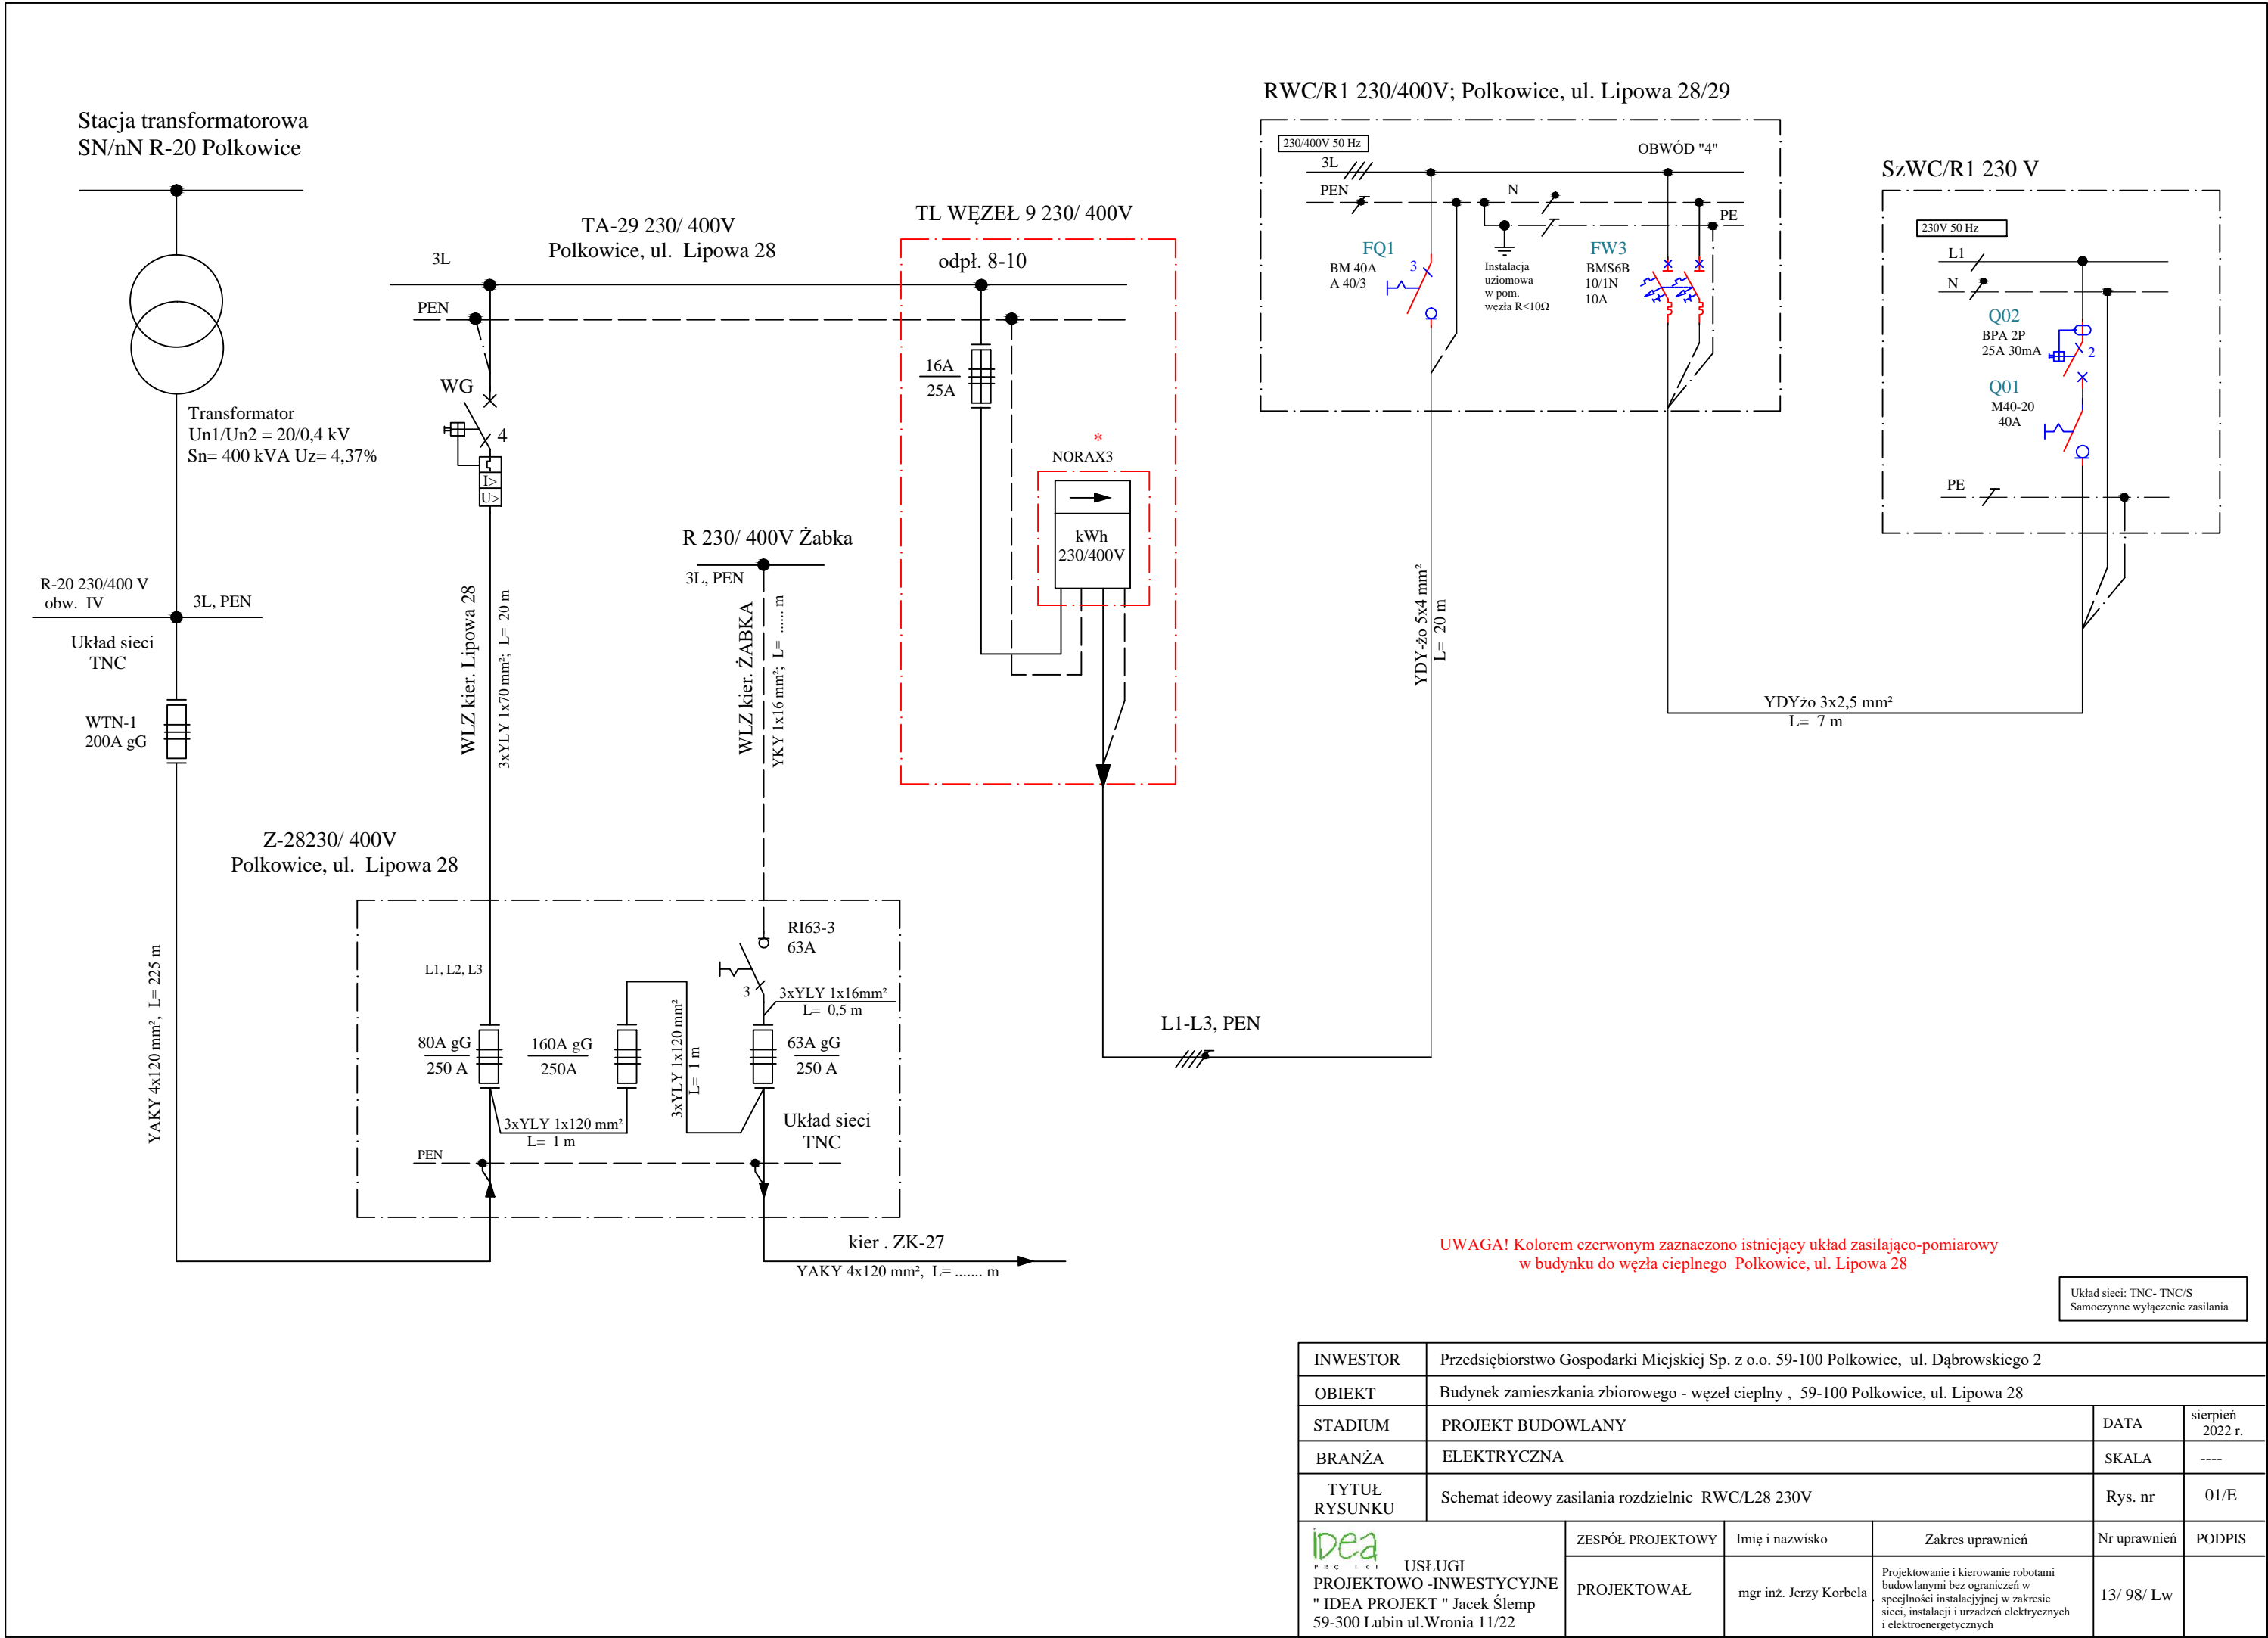 Stacja transformatorowa
SN/nN R-20 Polkowice
Transformator
Un1/Un2 = 20/0,4 kV
Sn= 400 kVA Uz= 4,37%
R-20 230/400 V
obw. IV
3L, PEN
Układ sieci
TNC
WTN-1
200A gG
YAKY 4x120 mm², L= 225 m
TA-29 230/ 400V
Polkowice, ul. Lipowa 28
3L
PEN
WG
4
I>
U>
WLZ kier. Lipowa 28
3xYLY 1x70 mm²; L= 20 m
R 230/ 400V Żabka
3L, PEN
WLZ kier. ŻABKA
YKY 1x16 mm²; L= ...... m
Z-28230/ 400V
Polkowice, ul. Lipowa 28
L1, L2, L3
RI63-3
63A
3
3xYLY 1x16mm²
L= 0,5 m
80A gG
250 A
160A gG
250A
3xYLY 1x120 mm²
L= 1 m
63A gG
250 A
3xYLY 1x120 mm²
L= 1 m
Układ sieci
TNC
PEN
kier . ZK-27
YAKY 4x120 mm², L= ....... m
TL WĘZEŁ 9 230/ 400V
odpł. 8-10
16A
25A
*
NORAX3
kWh
230/400V
L1-L3, PEN
YDY-żo 5x4 mm²
L= 20 m
RWC/R1 230/400V; Polkowice, ul. Lipowa 28/29
230/400V 50 Hz
OBWÓD "4"
3L
PEN
N
PE
FQ1
BM 40A
A 40/3
3
Instalacja
uziomowa
w pom.
węzła R<10Ω
FW3
BMS6B
10/1N
10A
YDYżo 3x2,5 mm²
L= 7 m
SzWC/R1 230 V
230V 50 Hz
L1
N
Q02
BPA 2P
25A 30mA
2
Q01
M40-20
40A
PE
UWAGA! Kolorem czerwonym zaznaczono istniejący układ zasilająco-pomiarowy
w budynku do węzła cieplnego Polkowice, ul. Lipowa 28
Układ sieci: TNC- TNC/S
Samoczynne wyłączenie zasilania
INWESTOR Przedsiębiorstwo Gospodarki Miejskiej Sp. z o.o. 59-100 Polkowice, ul. Dąbrowskiego 2
OBIEKT Budynek zamieszkania zbiorowego - węzeł cieplny , 59-100 Polkowice, ul. Lipowa 28
STADIUM PROJEKT BUDOWLANY DATA sierpień 2022 r.
BRANŻA ELEKTRYCZNA SKALA ----
TYTUŁ RYSUNKU Schemat ideowy zasilania rozdzielnic RWC/L28 230V Rys. nr 01/E
idea
USŁUGI
PROJEKTOWO -INWESTYCYJNE
" IDEA PROJEKT " Jacek Ślemp
59-300 Lubin ul.Wronia 11/22
ZESPÓŁ PROJEKTOWY Imię i nazwisko Zakres uprawnień Nr uprawnień PODPIS
PROJEKTOWAŁ mgr inż. Jerzy Korbela
Projektowanie i kierowanie robotami
budowlanymi bez ograniczeń w
specjlności instalacyjnej w zakresie
sieci, instalacji i urzadzeń elektrycznych
i elektroenergetycznych
13/ 98/ Lw